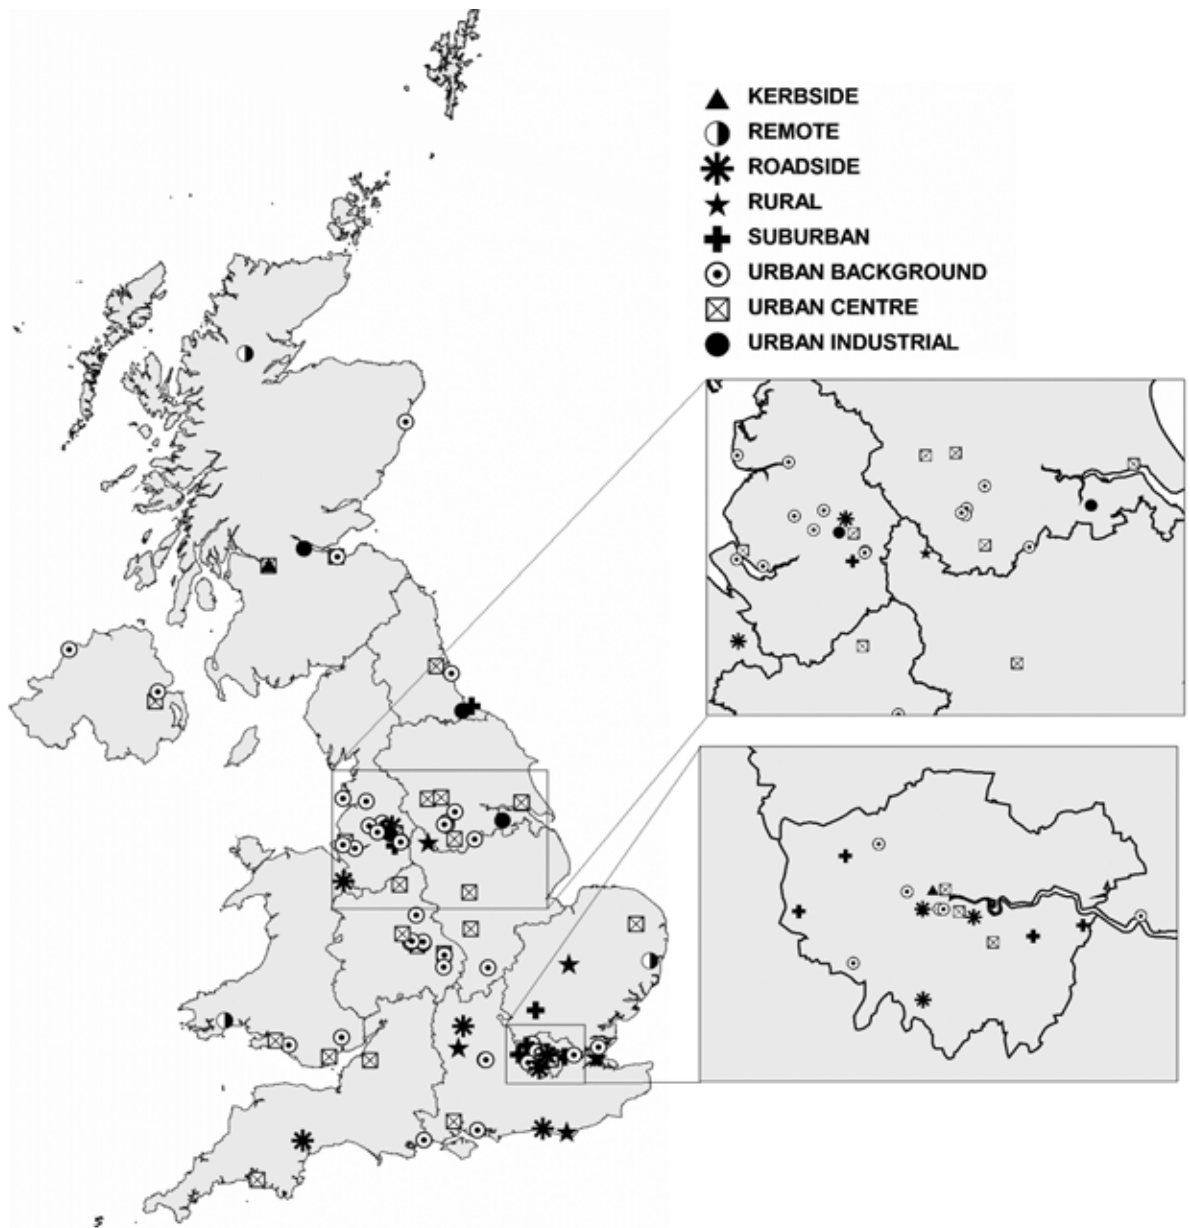 KERBSIDE
REMOTE
ROADSIDE
RURAL
SUBURBAN
URBAN BACKGROUND
URBAN CENTRE
URBAN INDUSTRIAL